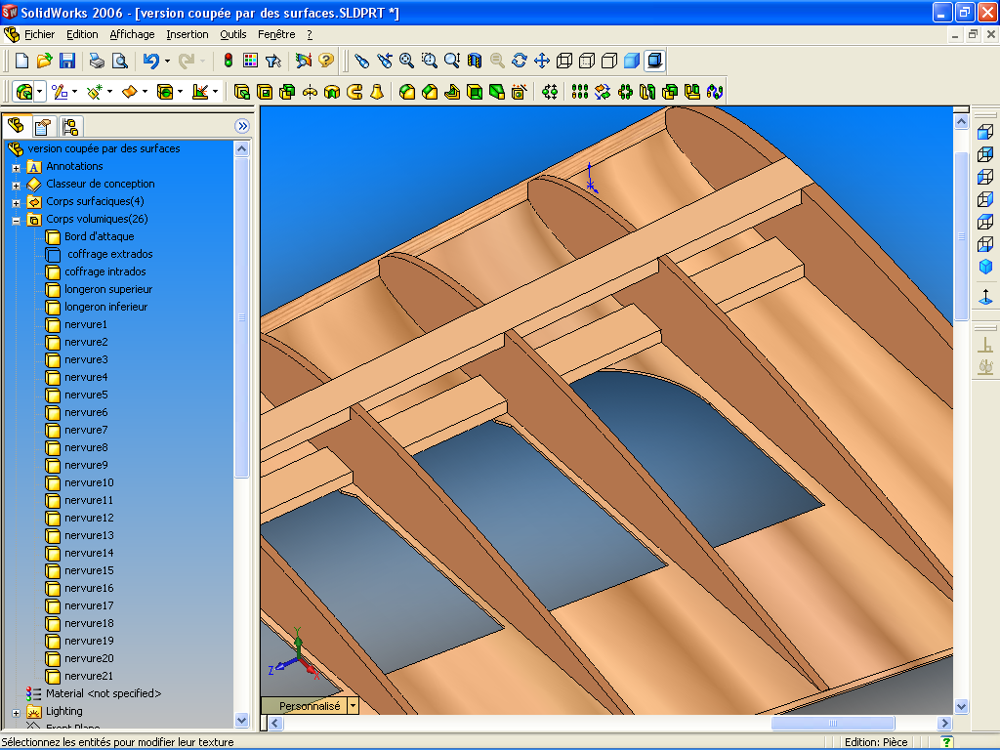 SolidWorks 2006 - [version coupée par des surfaces.SLDPRT *]
Fichier Edition Affichage Insertion Outils Fenêtre ?
version coupée par des surfaces
Annotations
Classeur de conception
Corps surfaciques(4)
Corps volumiques(26)
Bord d'attaque
coffrage extrados
coffrage intrados
longeron superieur
longeron inferieur
nervure1
nervure2
nervure3
nervure4
nervure5
nervure6
nervure7
nervure8
nervure9
nervure10
nervure11
nervure12
nervure13
nervure14
nervure15
nervure16
nervure17
nervure18
nervure19
nervure20
nervure21
Material <not specified>
Lighting
Front Plane
Y
Z
X
Personnalisé
Sélectionnez les entités pour modifier leur texture
Edition: Pièce
?